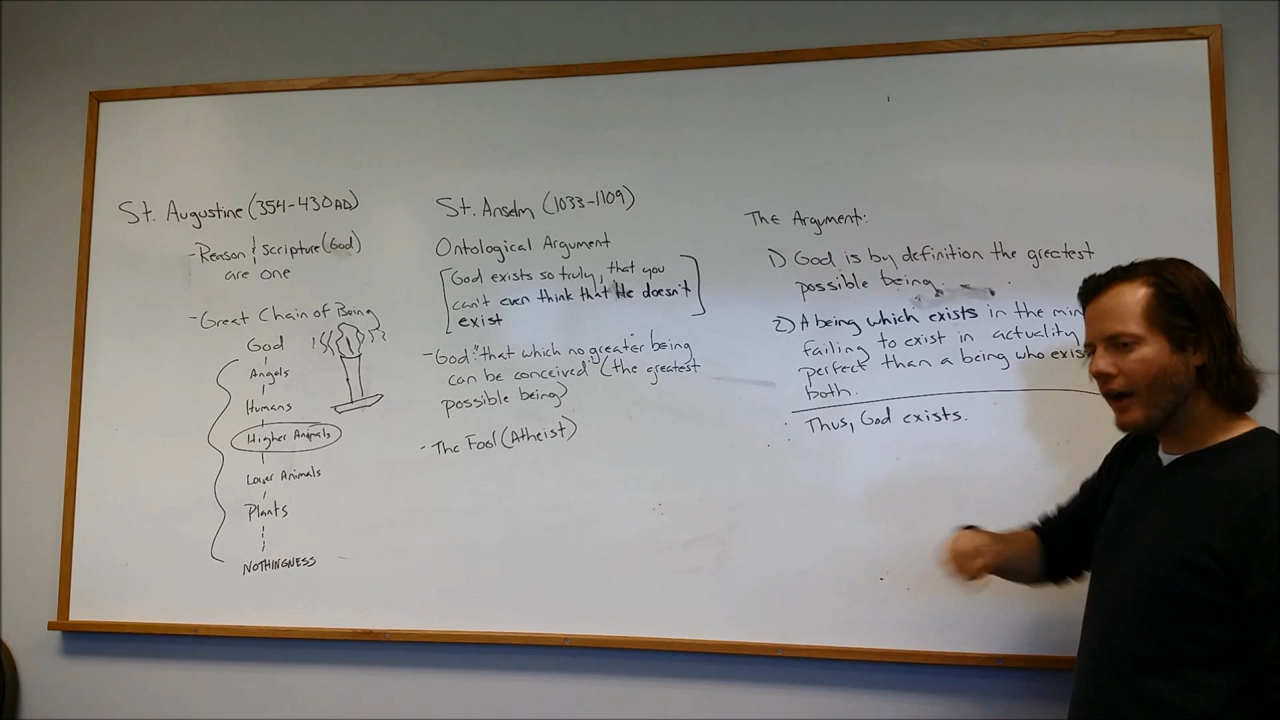 St. Augustine (354-430AD)
-Reason & Scripture (God)
are one
-Great Chain of Being
God
Angels
Humans
Higher Animals
Lower Animals
Plants
NOTHINGNESS
St. Anselm (1033-1109)
Ontological Argument
[God exists so truly, that you
can't even think that He doesn't
exist]
-God:"that which no greater being
can be conceived" (the greatest
possible being)
-The Fool (Atheist)
The Argument:
1) God is by definition the greatest
possible being.
2) A being which exists in the
failing to exist in actuality
perfect than a being who
both.
Thus, God exists.